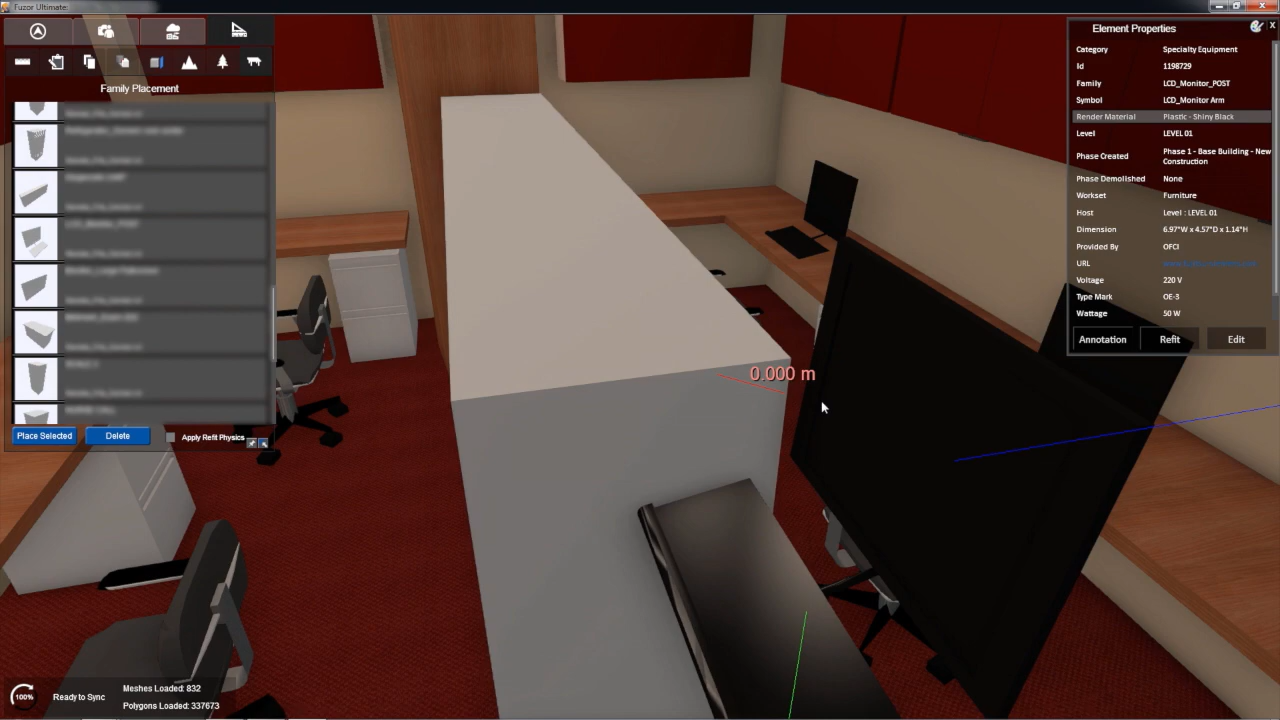 Fuzor Ultimate:
Family Placement
LCD_Monitor_POST
Place Selected
Delete
Apply Refit Physics
Element Properties
X
Category Specialty Equipment
Id 1198729
Family LCD_Monitor_POST
Symbol LCD_Monitor Arm
Render Material Plastic - Shiny Black
Level LEVEL 01
Phase Created Phase 1 - Base Building - New
Construction
Phase Demolished None
Workset Furniture
Host Level : LEVEL 01
Dimension 6.97"W x 4.57"D x 1.14"H
Provided By OFCI
URL
Voltage 220 V
Type Mark OE-3
Wattage 50 W
Annotation Refit Edit
0.000 m
100%
Ready to Sync
Meshes Loaded: 832
Polygons Loaded: 337673